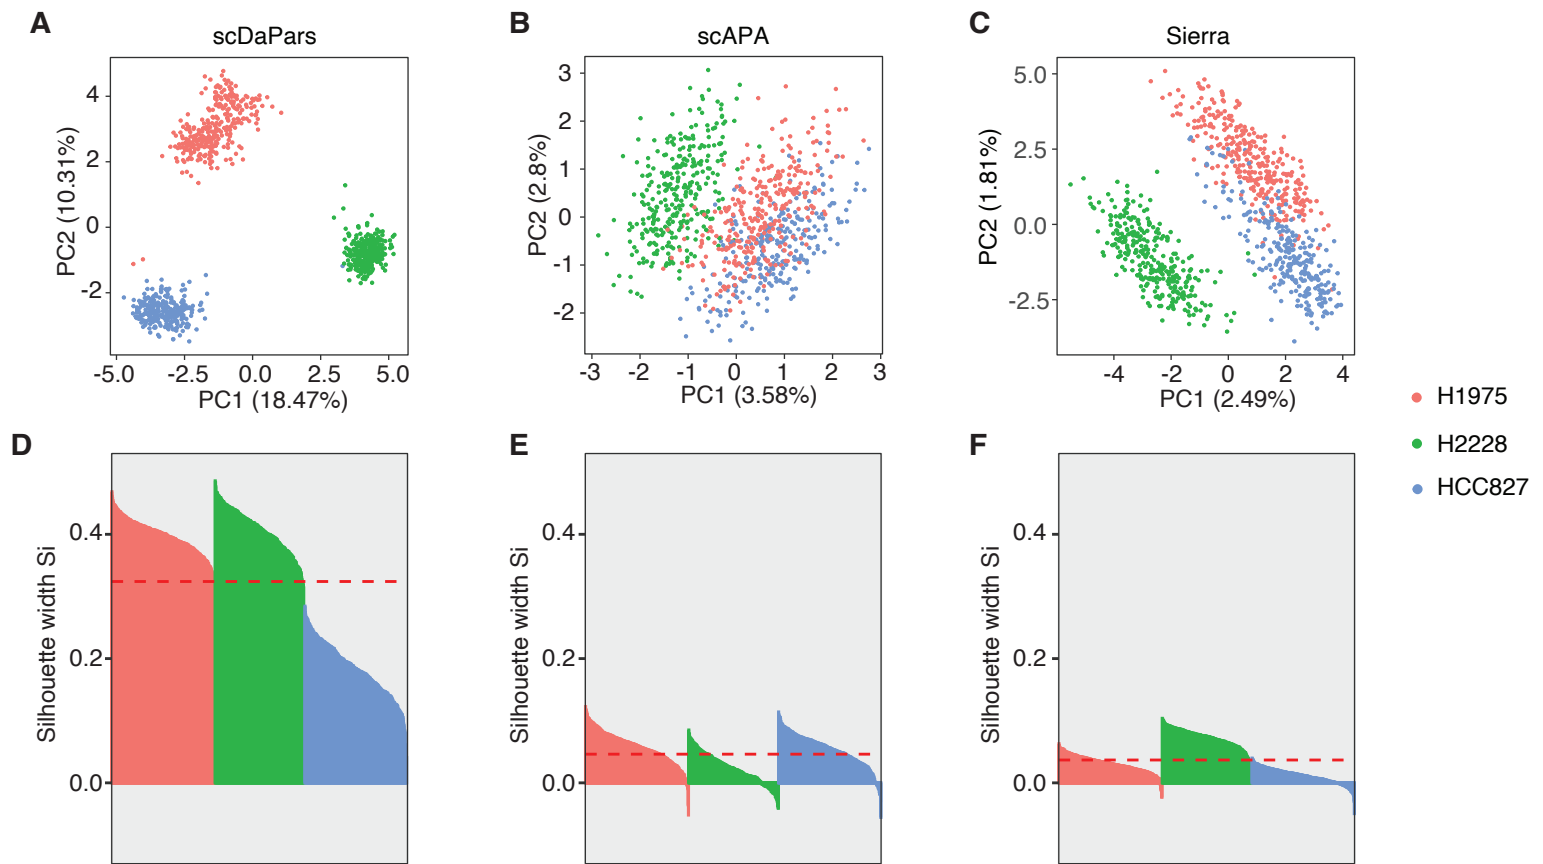 A
scDaPars
PC2 (10.31%)
4
2
0
-2
-5.0 -2.5 0.0 2.5 5.0
PC1 (18.47%)
B
scAPA
PC2 (2.8%)
3
2
1
0
-1
-2
-3 -2 -1 0 1 2 3
PC1 (3.58%)
C
Sierra
PC2 (1.81%)
5.0
2.5
0.0
-2.5
-4 -2 0 2 4
PC1 (2.49%)
H1975
H2228
HCC827
D
Silhouette width Si
0.4
0.2
0.0
E
Silhouette width Si
0.4
0.2
0.0
F
Silhouette width Si
0.4
0.2
0.0